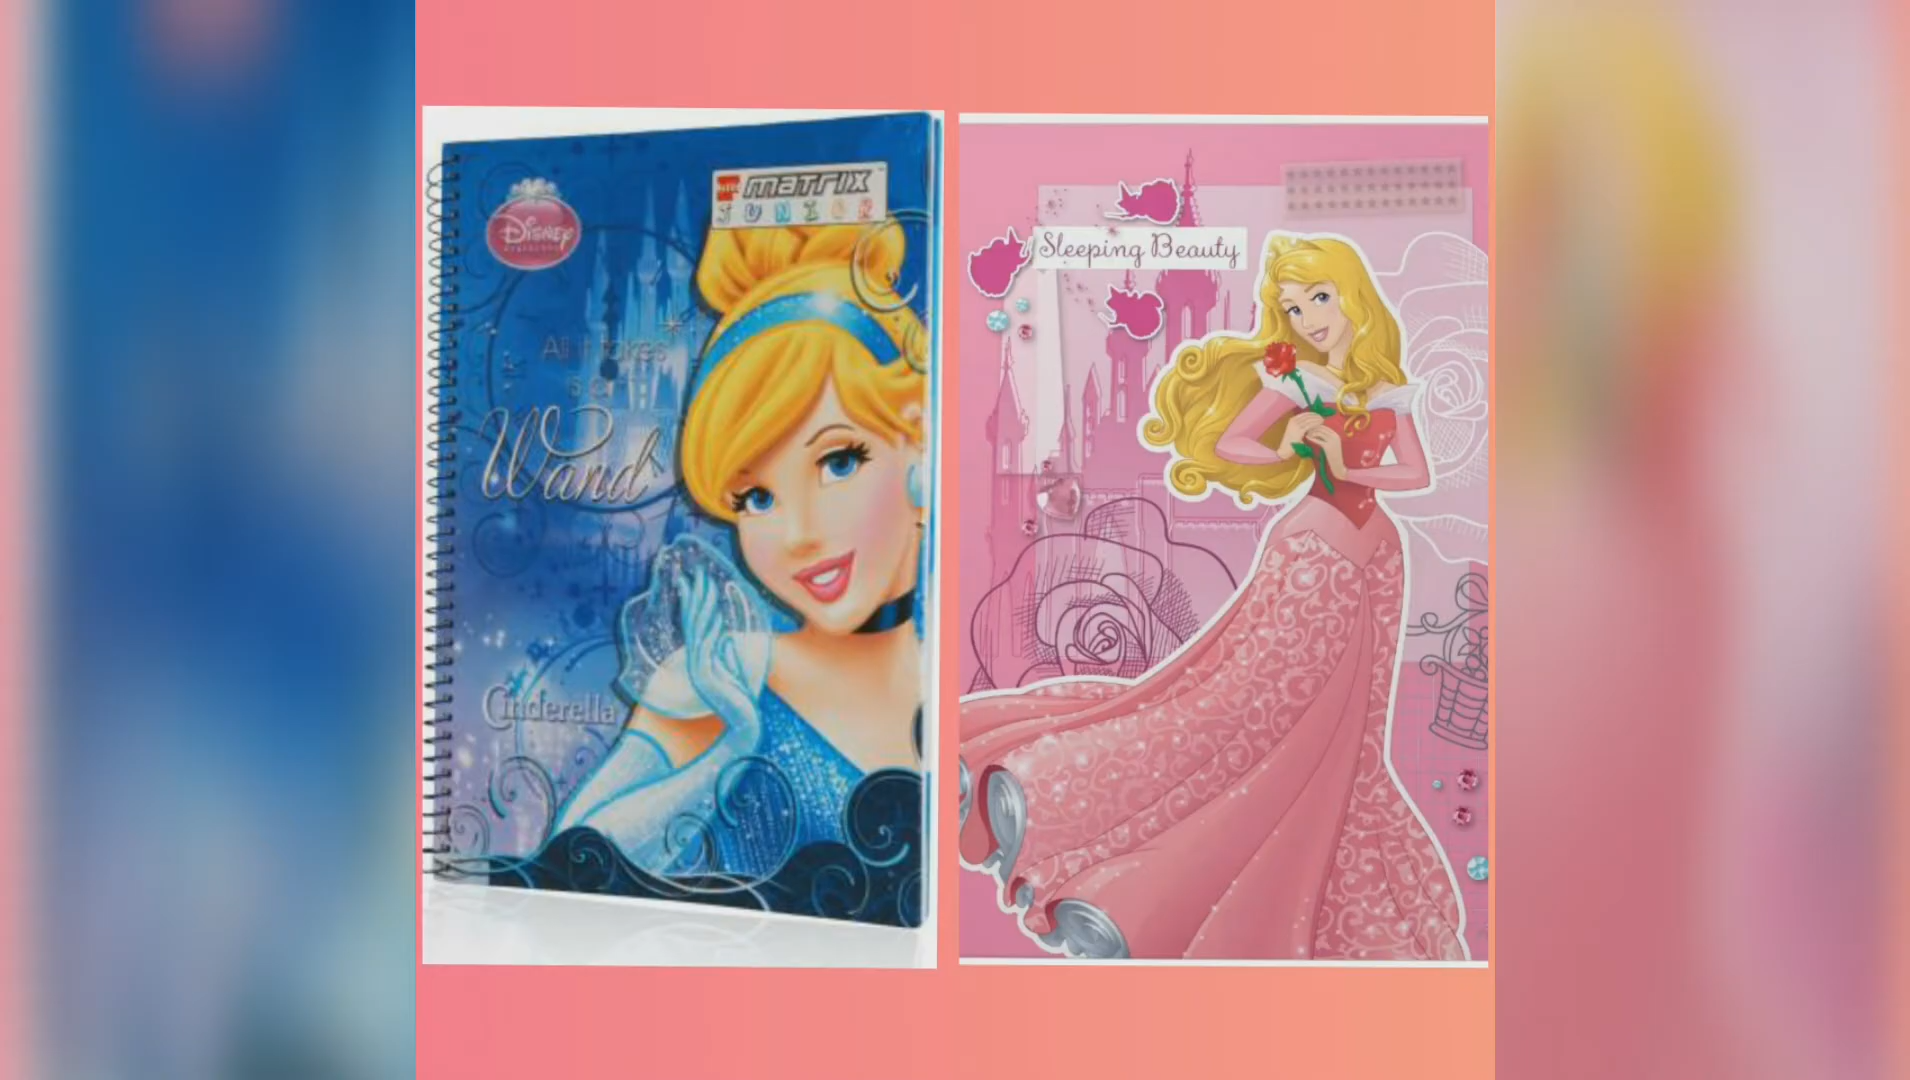 Disney
matrix
JUNIOR
All it takes
is a
Wand
Cinderella
Sleeping Beauty